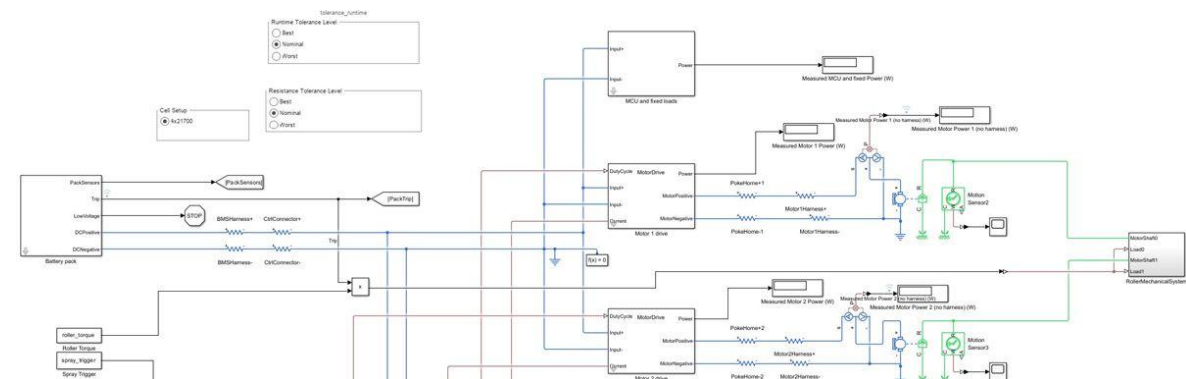 tolerance_runtime
Runtime Tolerance Level
Best
Nominal
Worst
Resistance Tolerance Level
Best
Nominal
Worst
Cell Setup
4x21700
Input+
Input-
Power
MCU and fixed loads
Measured MCU and fixed Power (W)
Measured Motor Power 1 (no harness) (W)
Measured Motor Power 1 (no harness) (W)
Measured Motor 1 Power (W)
PackSensors
Trip
LowVoltage
DCPositive
DCNegative
Battery pack
[PackSensors]
[PackTrip]
STOP
BMSHarness+
CtrlConnector+
BMSHarness-
CtrlConnector-
Trip
DutyCycle
MotorDrive
Power
Input+
MotorPositive
Input-
MotorNegative
Current
Motor 1 drive
PokeHome+1
Motor1Harness+
PokeHome-1
Motor1Harness-
f(x) = 0
Motion
Sensor2
MotorShaft0
Load0
MotorShaft1
Load1
RollerMechanicalSystem
x
roller_torque
Roller Torque
spray_trigger
Spray Trigger
Measured Motor 2 Power (W)
Measured Motor Power 2 (no harness) (W)
Measured Motor Power 2 (no harness) (W)
DutyCycle
MotorDrive
Power
Input+
MotorPositive
Input-
MotorNegative
Current
Motor 2 drive
PokeHome+2
Motor2Harness+
PokeHome-2
Motor2Harness-
Motion
Sensor3